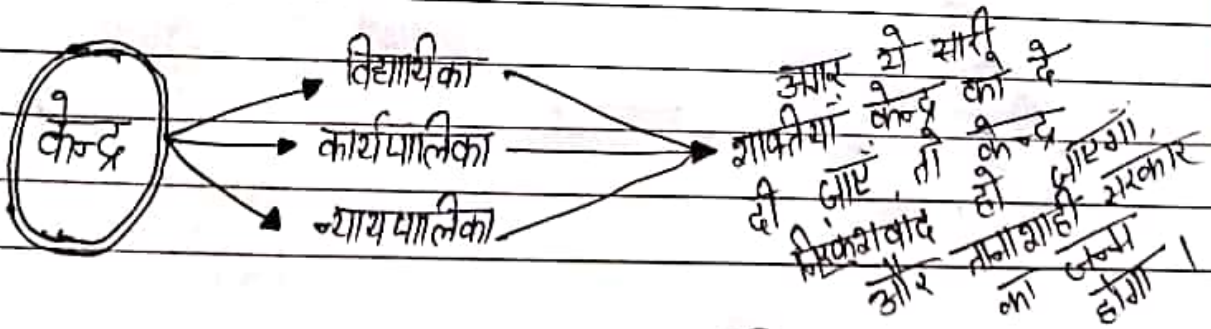 केन्द्र
विधायिका
कार्यपालिका
न्यायपालिका
अगर ये सारी
शक्तीयां केन्द्र को दे
दी जाएं तो केन्द्र
निरंकुशवाद हो जाएगा,
और तानाशाही सरकार
का जन्म
होगा ।